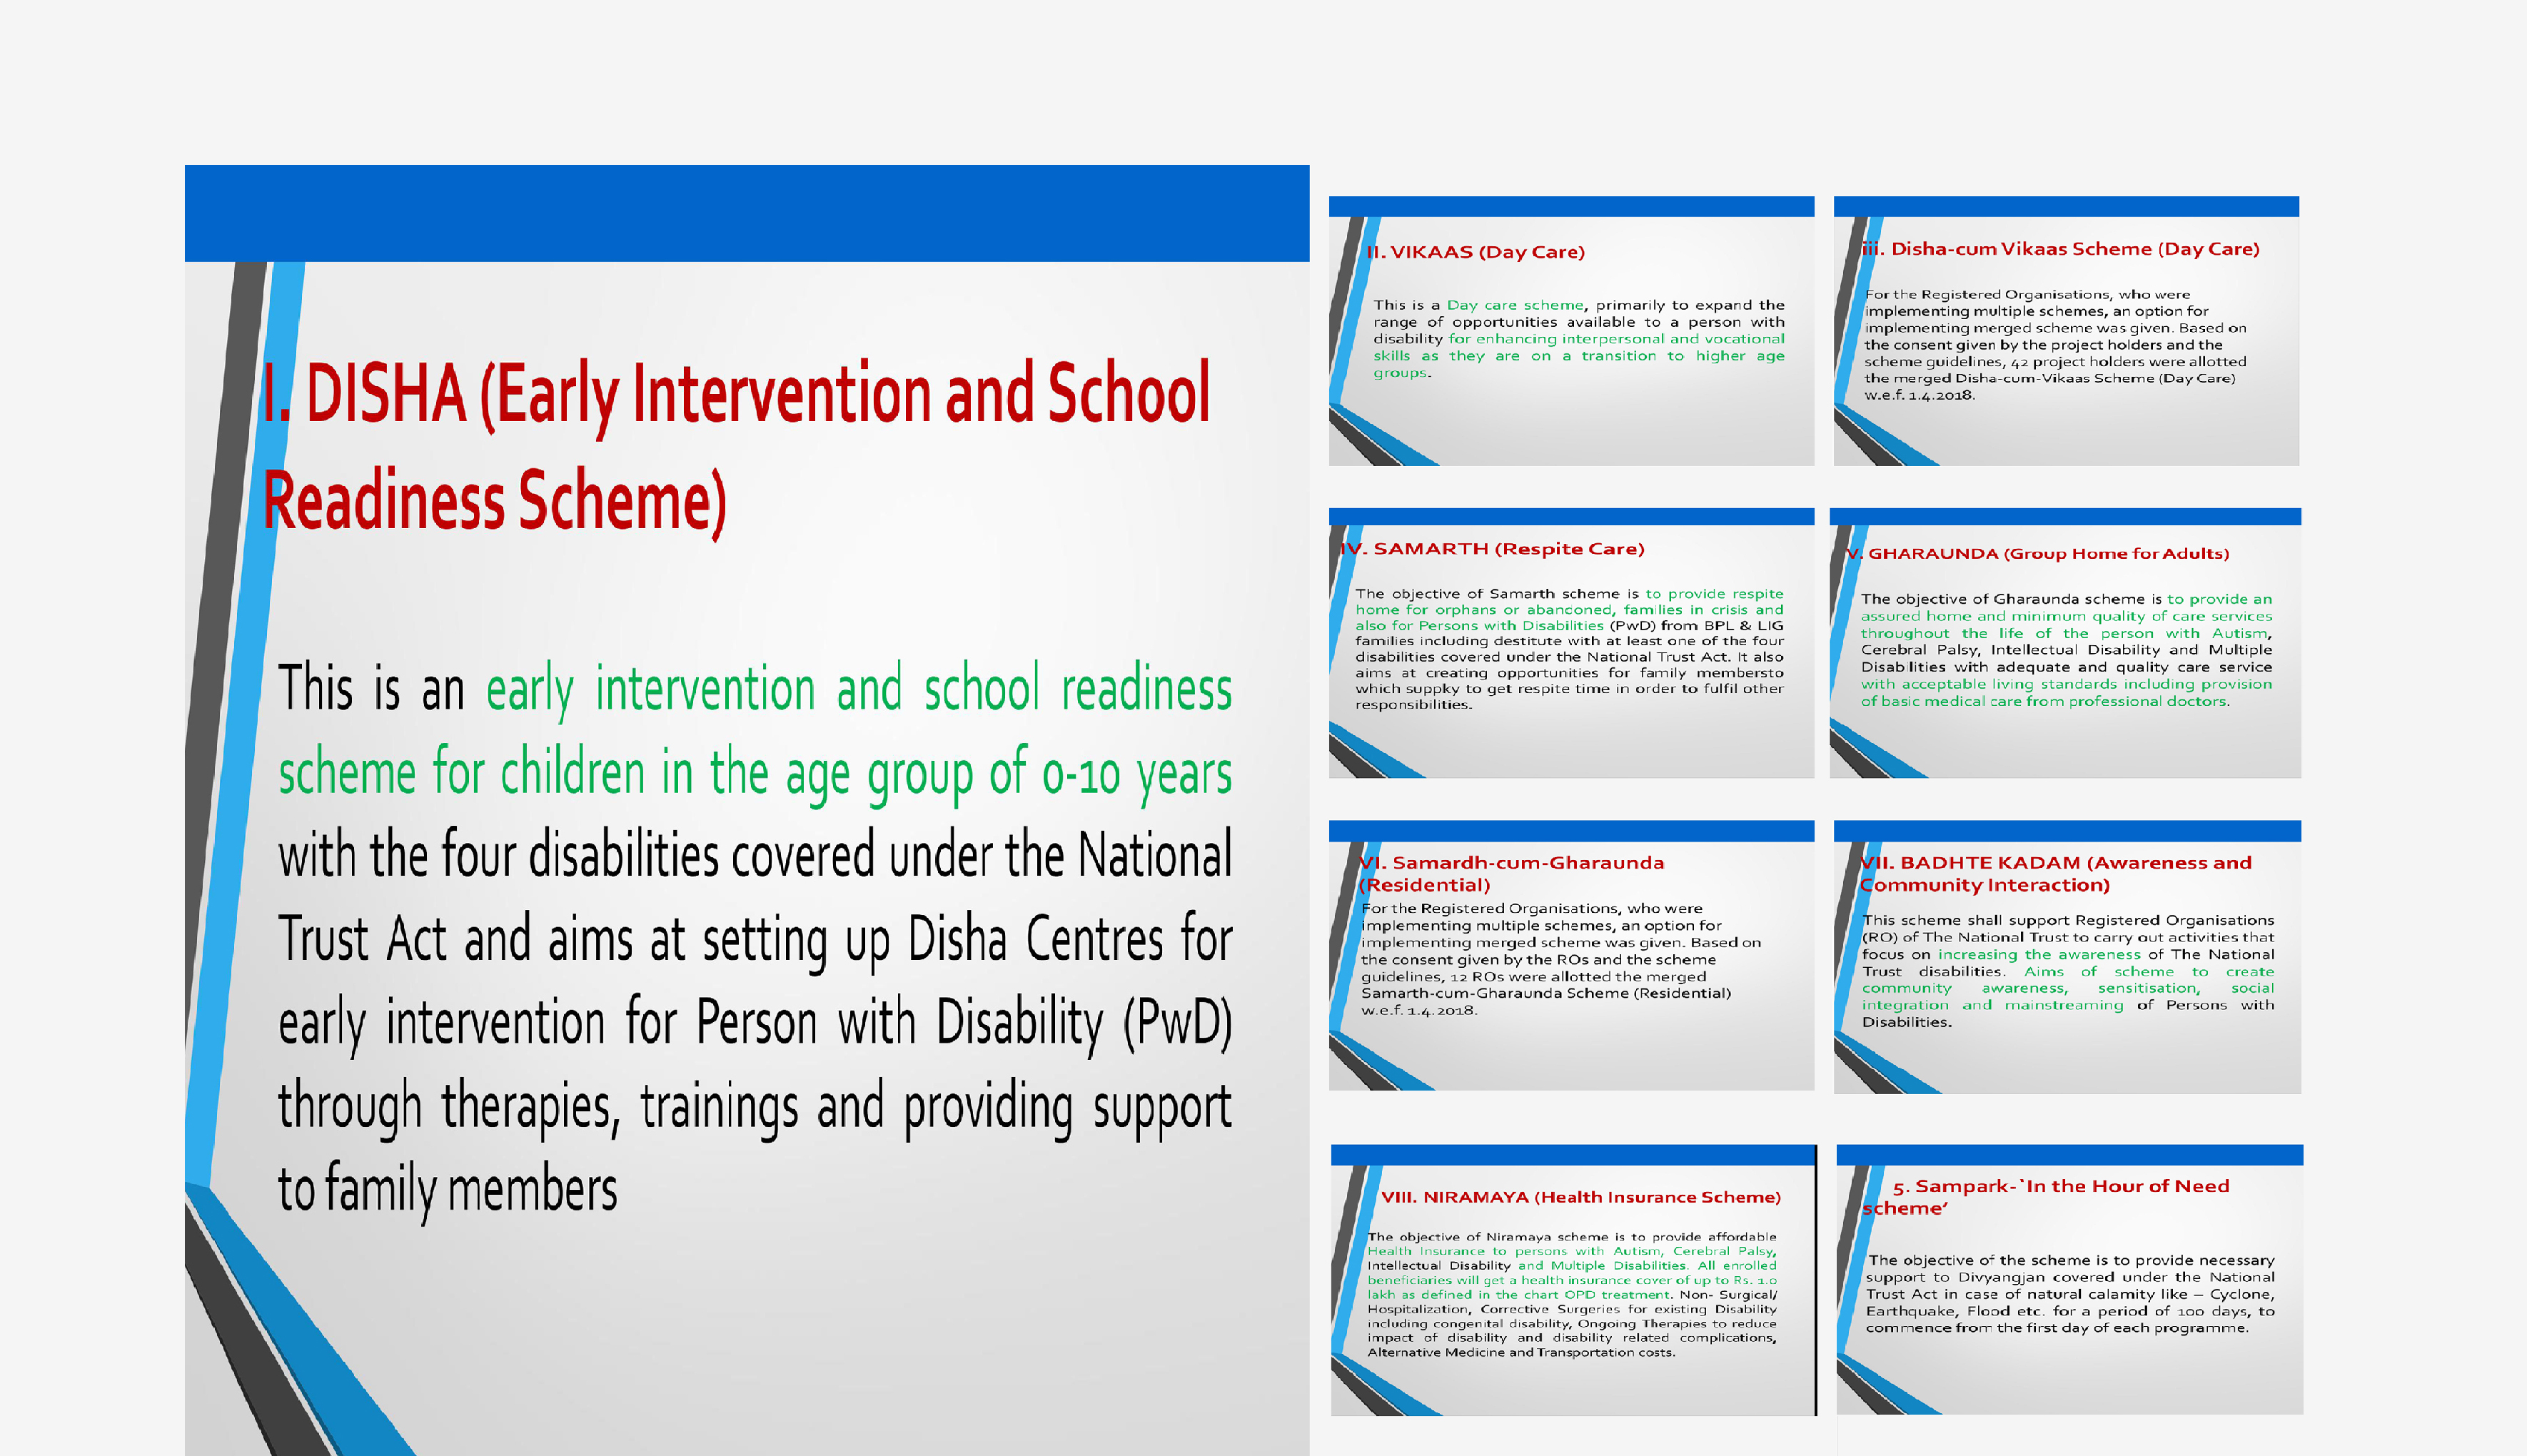 I. DISHA (Early Intervention and School
Readiness Scheme)
This is an early intervention and school readiness
scheme for children in the age group of 0-10 years
with the four disabilities covered under the National
Trust Act and aims at setting up Disha Centres for
early intervention for Person with Disability (PwD)
through therapies, trainings and providing support
to family members
II. VIKAAS (Day Care)
This is a Day care scheme, primarily to expand the
range of opportunities available to a person with
disability for enhancing interpersonal and vocational
skills as they are on a transition to higher age
groups.
iii. Disha-cum Vikaas Scheme (Day Care)
For the Registered Organisations, who were
implementing multiple schemes, an option for
implementing merged scheme was given. Based on
the consent given by the project holders and the
scheme guidelines, 42 project holders were allotted
the merged Disha-cum-Vikaas Scheme (Day Care)
w.e.f. 1.4.2018.
IV. SAMARTH (Respite Care)
The objective of Samarth scheme is to provide respite
home for orphans or abandoned, families in crisis and
also for Persons with Disabilities (PwD) from BPL & LIG
families including destitute with at least one of the four
disabilities covered under the National Trust Act. It also
aims at creating opportunities for family membersto
which suppky to get respite time in order to fulfil other
responsibilities.
V. GHARAUNDA (Group Home for Adults)
The objective of Gharaunda scheme is to provide an
assured home and minimum quality of care services
throughout the life of the person with Autism,
Cerebral Palsy, Intellectual Disability and Multiple
Disabilities with adequate and quality care service
with acceptable living standards including provision
of basic medical care from professional doctors.
VI. Samardh-cum-Gharaunda
(Residential)
For the Registered Organisations, who were
implementing multiple schemes, an option for
implementing merged scheme was given. Based on
the consent given by the ROs and the scheme
guidelines, 12 ROs were allotted the merged
Samarth-cum-Gharaunda Scheme (Residential)
w.e.f. 1.4.2018.
VII. BADHTE KADAM (Awareness and
Community Interaction)
This scheme shall support Registered Organisations
(RO) of The National Trust to carry out activities that
focus on increasing the awareness of The National
Trust disabilities. Aims of scheme to create
community awareness, sensitisation, social
integration and mainstreaming of Persons with
Disabilities.
VIII. NIRAMAYA (Health Insurance Scheme)
The objective of Niramaya scheme is to provide affordable
Health Insurance to persons with Autism, Cerebral Palsy,
Intellectual Disability and Multiple Disabilities. All enrolled
beneficiaries will get a health insurance cover of up to Rs. 1.0
lakh as defined in the chart OPD treatment. Non- Surgical/
Hospitalization, Corrective Surgeries for existing Disability
including congenital disability, Ongoing Therapies to reduce
impact of disability and disability related complications,
Alternative Medicine and Transportation costs.
5. Sampark-`In the Hour of Need
scheme’
The objective of the scheme is to provide necessary
support to Divyangjan covered under the National
Trust Act in case of natural calamity like – Cyclone,
Earthquake, Flood etc. for a period of 100 days, to
commence from the first day of each programme.